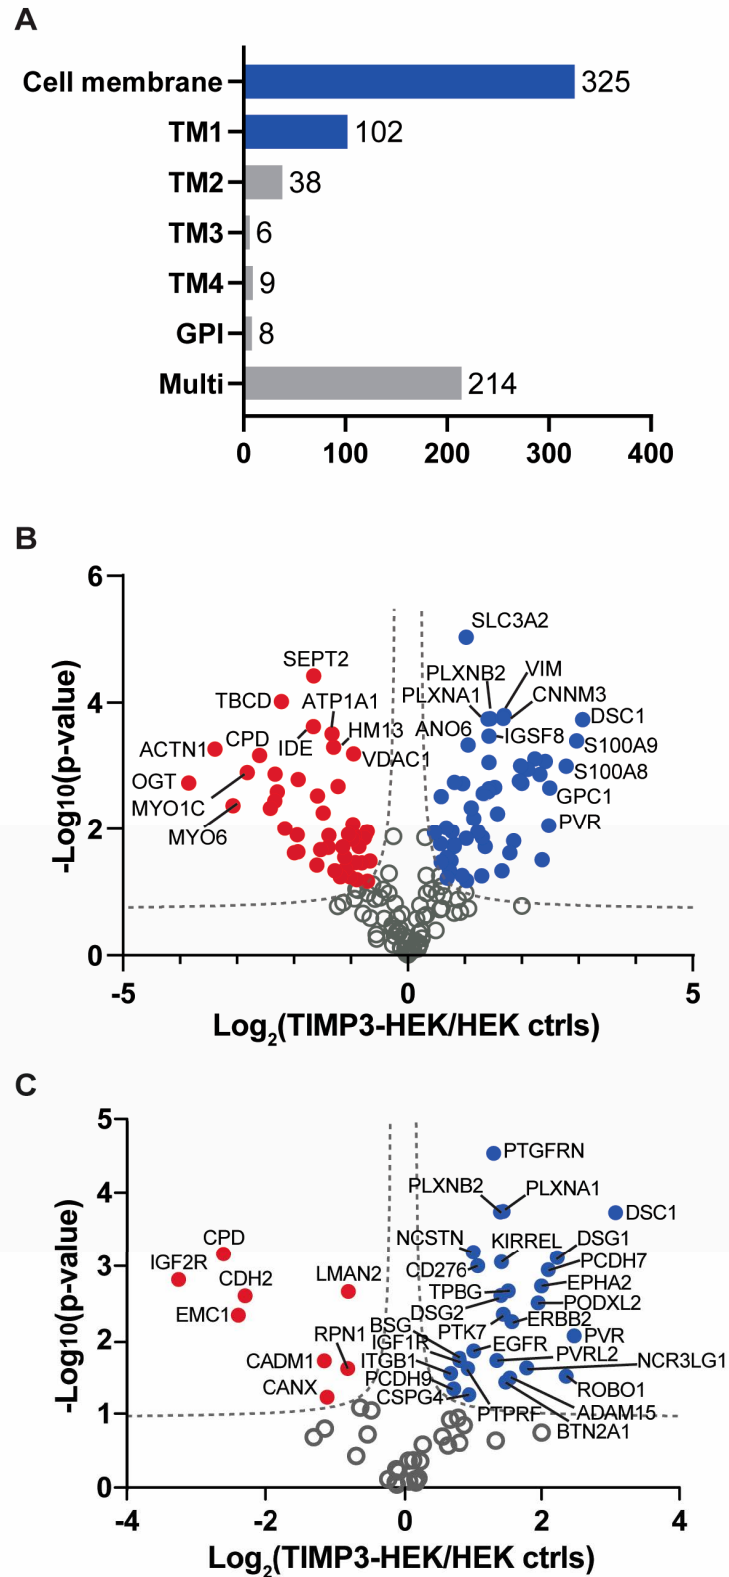 A
Cell membrane
325
TM1
102
TM2
38
TM3
6
TM4
9
GPI
8
Multi
214
0
100
200
300
400
B
6
4
2
0
-Log10(p-value)
SLC3A2
SEPT2
PLXNB2
VIM
TBCD
ATP1A1
PLXNA1
CNNM3
DSC1
ACTN1
CPD
IDE
HM13
ANO6
IGSF8
S100A9
VDAC1
S100A8
OGT
MYO1C
GPC1
MYO6
PVR
-5
0
5
Log2(TIMP3-HEK/HEK ctrls)
C
5
4
3
2
1
0
-Log10(p-value)
PTGFRN
PLXNB2
PLXNA1
DSC1
CPD
NCSTN
KIRREL
DSG1
IGF2R
CD276
PCDH7
CDH2
LMAN2
TPBG
EPHA2
EMC1
DSG2
PODXL2
BSG
PTK7
ERBB2
RPN1
IGF1R
EGFR
PVR
CADM1
ITGB1
PVRL2
NCR3LG1
PCDH9
CANX
CSPG4
ROBO1
PTPRF
ADAM15
BTN2A1
-4
-2
0
2
4
Log2(TIMP3-HEK/HEK ctrls)